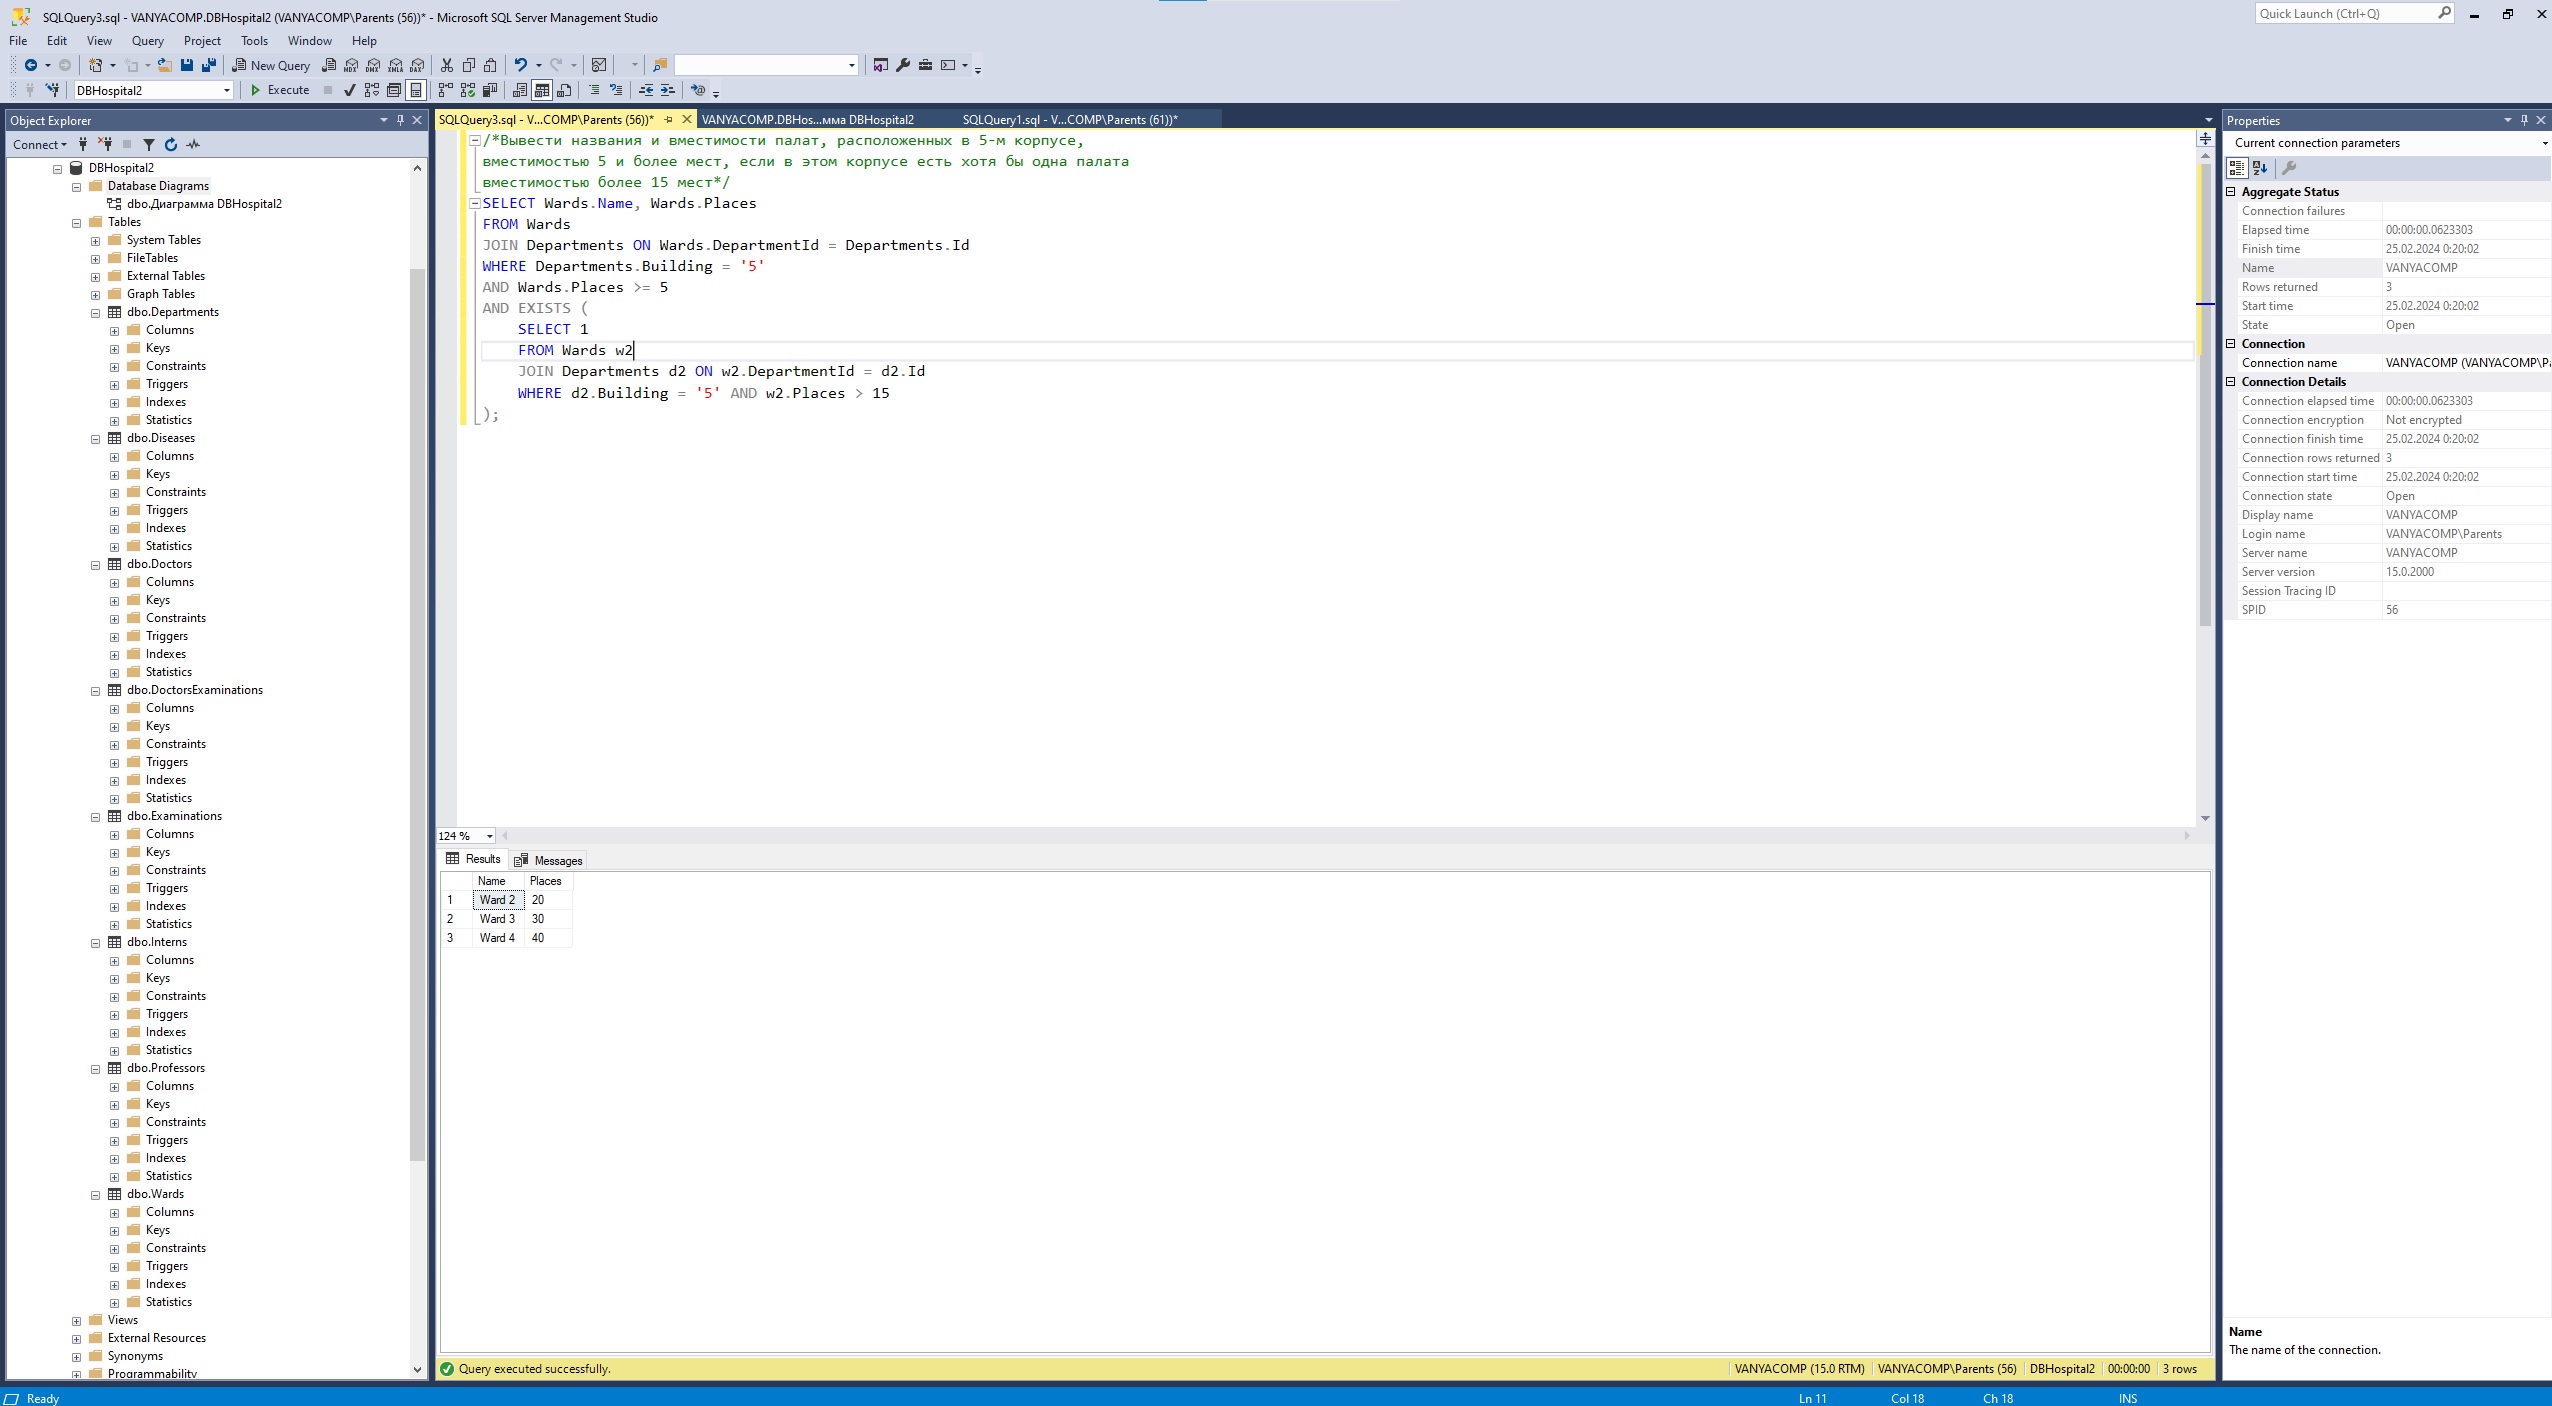 SQLQuery3.sql - VANYACOMP.DBHospital2 (VANYACOMP\Parents (56))* - Microsoft SQL Server Management Studio
Quick Launch (Ctrl+Q)
File Edit View Query Project Tools Window Help
New Query
DBHospital2 Execute
Object Explorer
Connect
DBHospital2
Database Diagrams
dbo.Диаграмма DBHospital2
Tables
System Tables
FileTables
External Tables
Graph Tables
dbo.Departments
Columns
Keys
Constraints
Triggers
Indexes
Statistics
dbo.Diseases
Columns
Keys
Constraints
Triggers
Indexes
Statistics
dbo.Doctors
Columns
Keys
Constraints
Triggers
Indexes
Statistics
dbo.DoctorsExaminations
Columns
Keys
Constraints
Triggers
Indexes
Statistics
dbo.Examinations
Columns
Keys
Constraints
Triggers
Indexes
Statistics
dbo.Interns
Columns
Keys
Constraints
Triggers
Indexes
Statistics
dbo.Professors
Columns
Keys
Constraints
Triggers
Indexes
Statistics
dbo.Wards
Columns
Keys
Constraints
Triggers
Indexes
Statistics
Views
External Resources
Synonyms
Programmability
SQLQuery3.sql - V...COMP\Parents (56))* VANYACOMP.DBHos...мма DBHospital2 SQLQuery1.sql - V...COMP\Parents (61))*
/*Вывести названия и вместимости палат, расположенных в 5-м корпусе,
вместимостью 5 и более мест, если в этом корпусе есть хотя бы одна палата
вместимостью более 15 мест*/
SELECT Wards.Name, Wards.Places
FROM Wards
JOIN Departments ON Wards.DepartmentId = Departments.Id
WHERE Departments.Building = '5'
AND Wards.Places >= 5
AND EXISTS (
SELECT 1
FROM Wards w2
JOIN Departments d2 ON w2.DepartmentId = d2.Id
WHERE d2.Building = '5' AND w2.Places > 15
);
124 %
Results Messages
Name Places
1 Ward 2 20
2 Ward 3 30
3 Ward 4 40
Query executed successfully.
VANYACOMP (15.0 RTM) VANYACOMP\Parents (56) DBHospital2 00:00:00 3 rows
Properties
Current connection parameters
Aggregate Status
Connection failures
Elapsed time 00:00:00.0623303
Finish time 25.02.2024 0:20:02
Name VANYACOMP
Rows returned 3
Start time 25.02.2024 0:20:02
State Open
Connection
Connection name VANYACOMP (VANYACOMP\Pa
Connection Details
Connection elapsed time 00:00:00.0623303
Connection encryption Not encrypted
Connection finish time 25.02.2024 0:20:02
Connection rows returned 3
Connection start time 25.02.2024 0:20:02
Connection state Open
Display name VANYACOMP
Login name VANYACOMP\Parents
Server name VANYACOMP
Server version 15.0.2000
Session Tracing ID
SPID 56
Name
The name of the connection.
Ready Ln 11 Col 18 Ch 18 INS